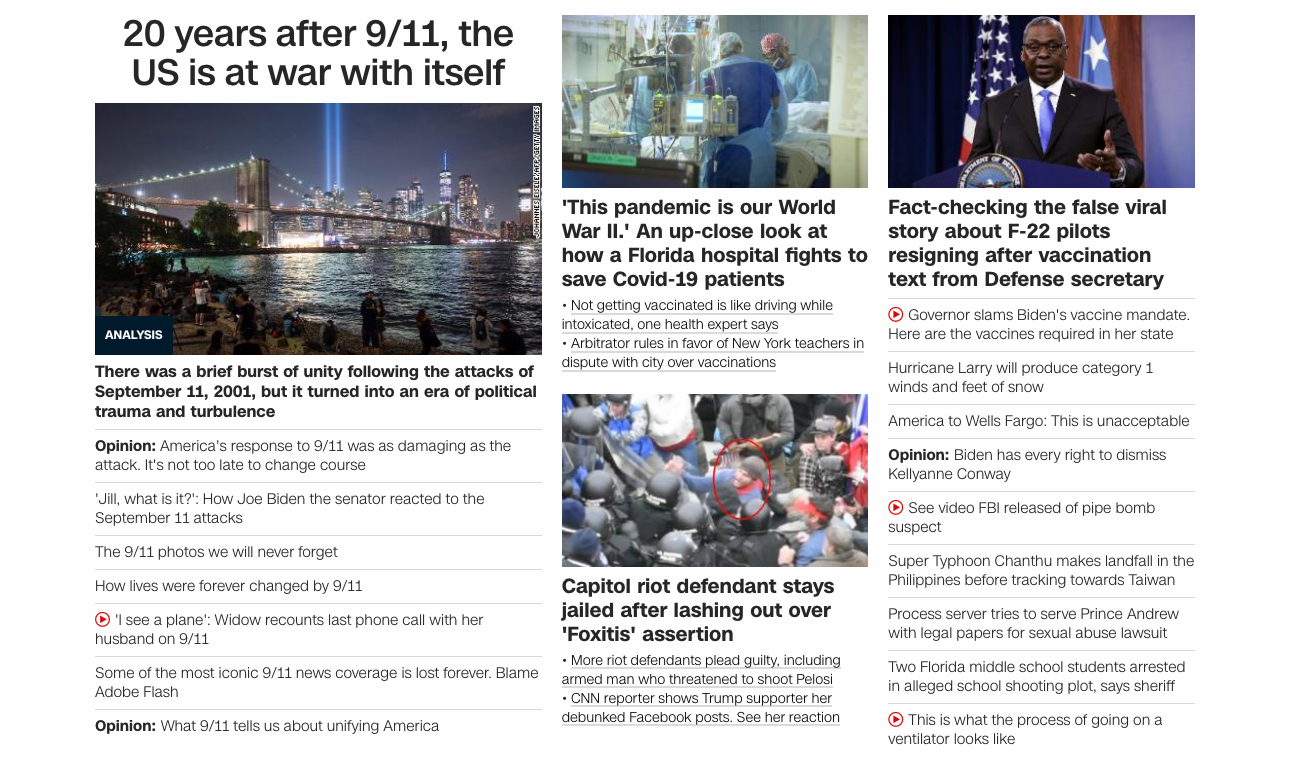 20 years after 9/11, the
US is at war with itself
JOHANNES EISELE/AFP/GETTY IMAGES
ANALYSIS
There was a brief burst of unity following the attacks of
September 11, 2001, but it turned into an era of political
trauma and turbulence
Opinion: America's response to 9/11 was as damaging as the
attack. It's not too late to change course
'Jill, what is it?': How Joe Biden the senator reacted to the
September 11 attacks
The 9/11 photos we will never forget
How lives were forever changed by 9/11
'I see a plane': Widow recounts last phone call with her
husband on 9/11
Some of the most iconic 9/11 news coverage is lost forever. Blame
Adobe Flash
Opinion: What 9/11 tells us about unifying America
'This pandemic is our World
War II.' An up-close look at
how a Florida hospital fights to
save Covid-19 patients
• Not getting vaccinated is like driving while
intoxicated, one health expert says
• Arbitrator rules in favor of New York teachers in
dispute with city over vaccinations
Capitol riot defendant stays
jailed after lashing out over
'Foxitis' assertion
• More riot defendants plead guilty, including
armed man who threatened to shoot Pelosi
• CNN reporter shows Trump supporter her
debunked Facebook posts. See her reaction
Fact-checking the false viral
story about F-22 pilots
resigning after vaccination
text from Defense secretary
Governor slams Biden's vaccine mandate.
Here are the vaccines required in her state
Hurricane Larry will produce category 1
winds and feet of snow
America to Wells Fargo: This is unacceptable
Opinion: Biden has every right to dismiss
Kellyanne Conway
See video FBI released of pipe bomb
suspect
Super Typhoon Chanthu makes landfall in the
Philippines before tracking towards Taiwan
Process server tries to serve Prince Andrew
with legal papers for sexual abuse lawsuit
Two Florida middle school students arrested
in alleged school shooting plot, says sheriff
This is what the process of going on a
ventilator looks like